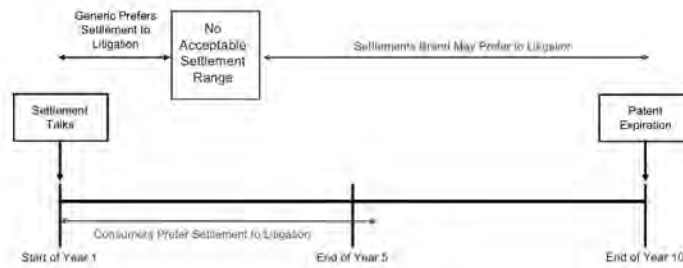 Generic Prefers
Settlement to
Litigation
No
Acceptable
Settlement
Range
Settlements Brand May Prefer to Litigation
Settlement
Talks
Patent
Expiration
Consumers Prefer Settlement to Litigation
Start of Year 1
End of Year 5
End of Year 10